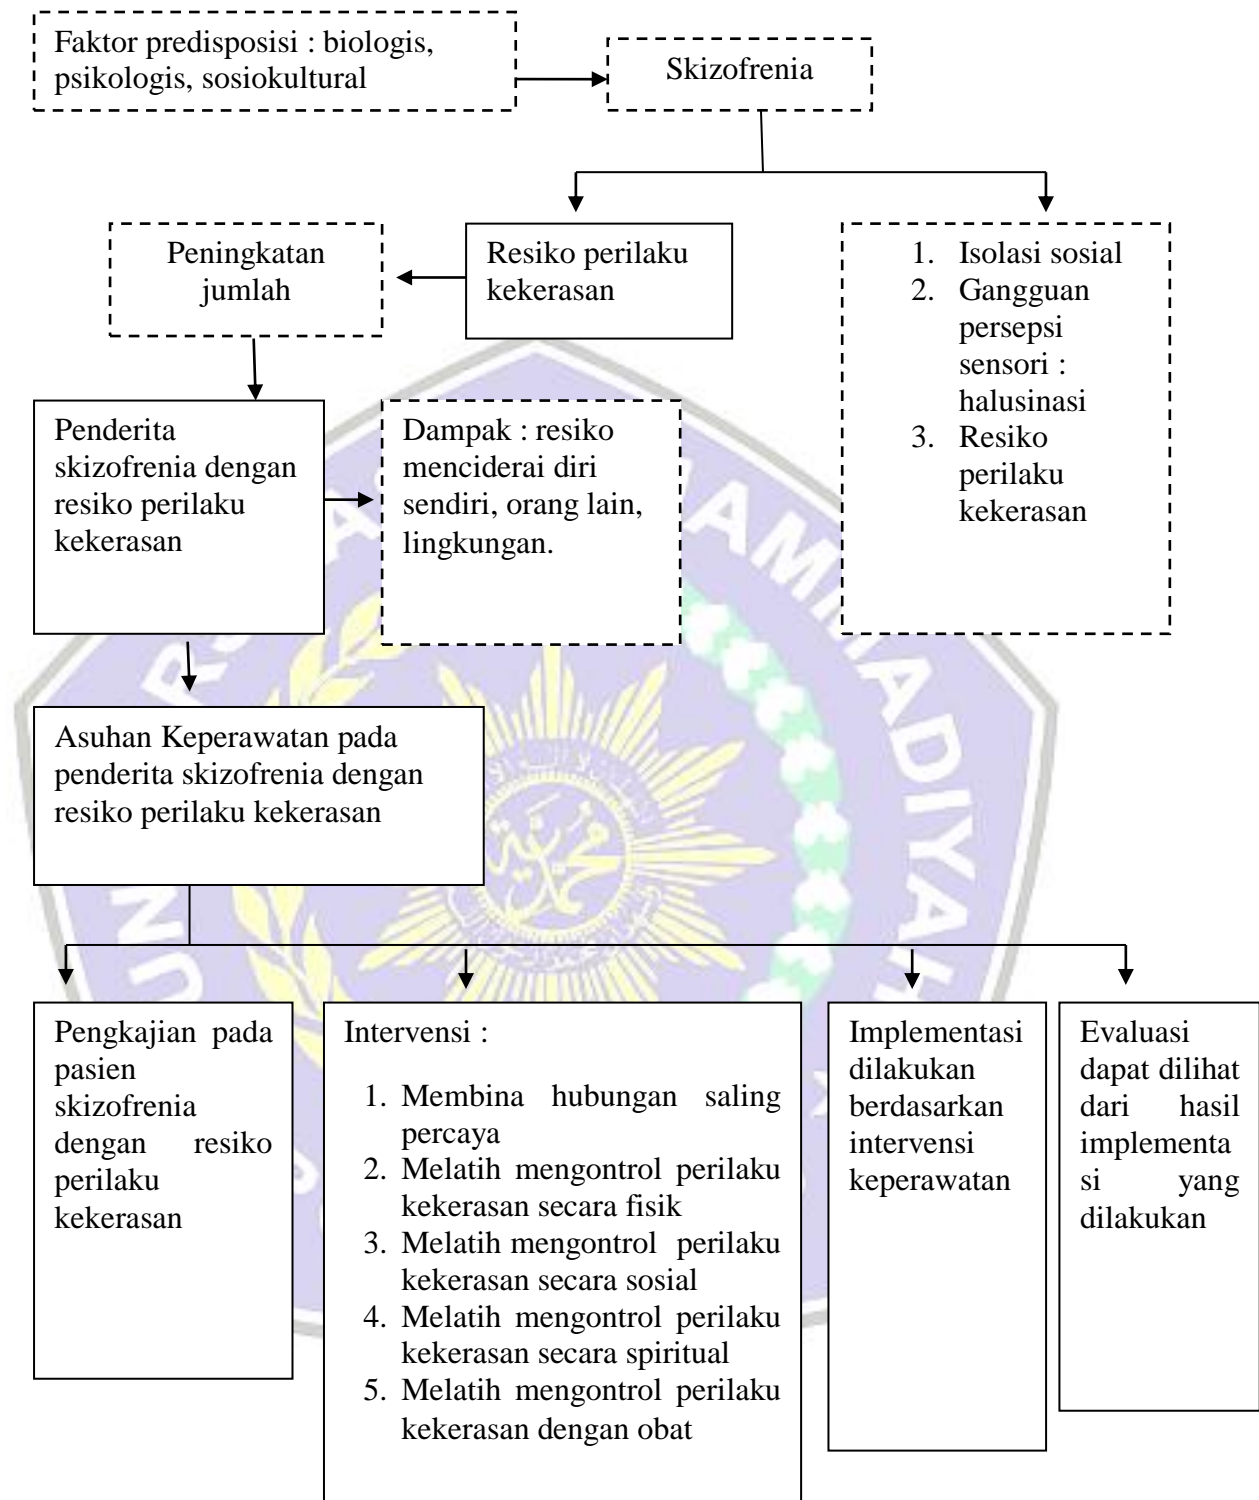 Faktor predisposisi : biologis,
psikologis, sosiokultural
Skizofrenia
Peningkatan
jumlah
Resiko perilaku
kekerasan
1. Isolasi sosial
2. Gangguan
persepsi
sensori :
halusinasi
3. Resiko
perilaku
kekerasan
Penderita
skizofrenia dengan
resiko perilaku
kekerasan
Dampak : resiko
menciderai diri
sendiri, orang lain,
lingkungan.
Asuhan Keperawatan pada
penderita skizofrenia dengan
resiko perilaku kekerasan
Pengkajian pada
pasien
skizofrenia
dengan resiko
perilaku
kekerasan
Intervensi :
1. Membina hubungan saling
percaya
2. Melatih mengontrol perilaku
kekerasan secara fisik
3. Melatih mengontrol perilaku
kekerasan secara sosial
4. Melatih mengontrol perilaku
kekerasan secara spiritual
5. Melatih mengontrol perilaku
kekerasan dengan obat
Implementasi
dilakukan
berdasarkan
intervensi
keperawatan
Evaluasi
dapat dilihat
dari hasil
implementa
si yang
dilakukan